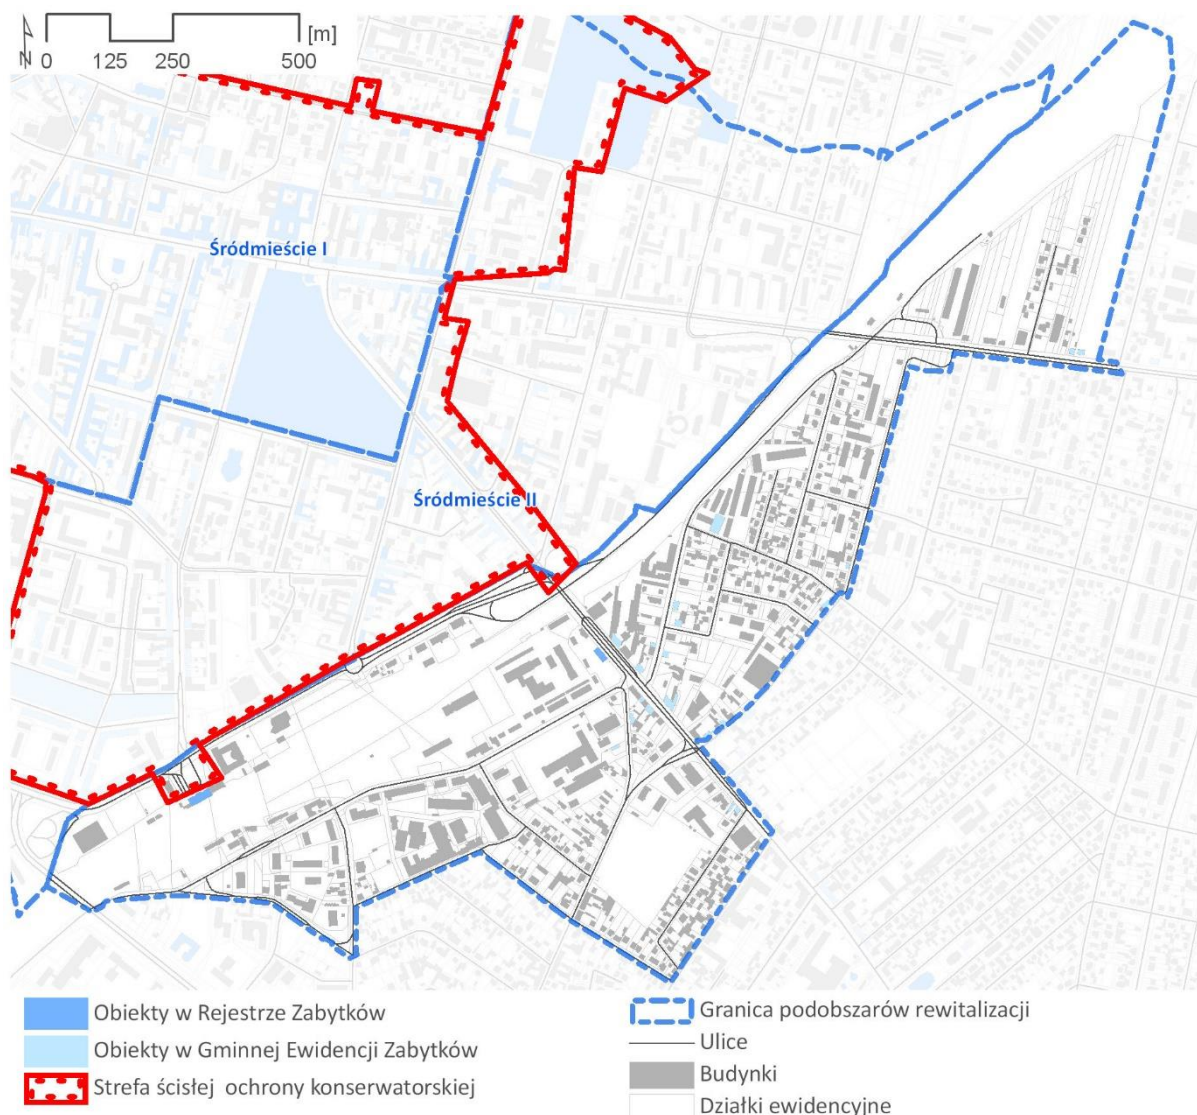 N
[m]
0 125 250 500
Śródmieście I
Śródmieście II
Obiekty w Rejestrze Zabytków
Obiekty w Gminnej Ewidencji Zabytków
Strefa ścisłej ochrony konserwatorskiej
Granica podobszarów rewitalizacji
Ulice
Budynki
Działki ewidencyjne